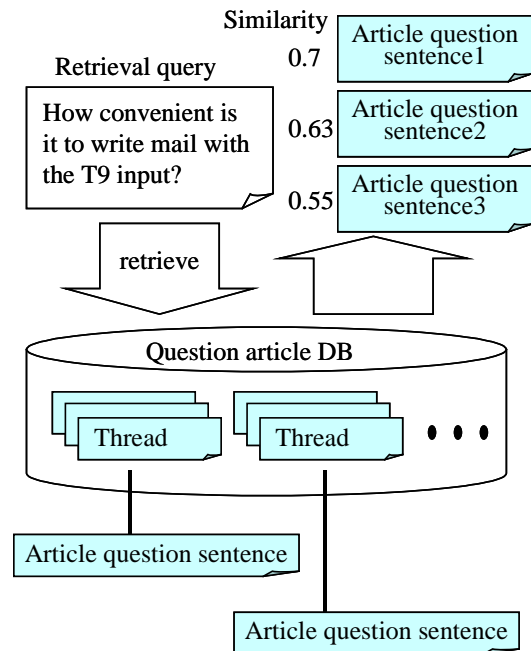 Similarity
Retrieval query
How convenient is
it to write mail with
the T9 input?
0.7
Article question
sentence1
0.63
Article question
sentence2
0.55
Article question
sentence3
retrieve
Question article DB
Thread
Thread
Article question sentence
Article question sentence